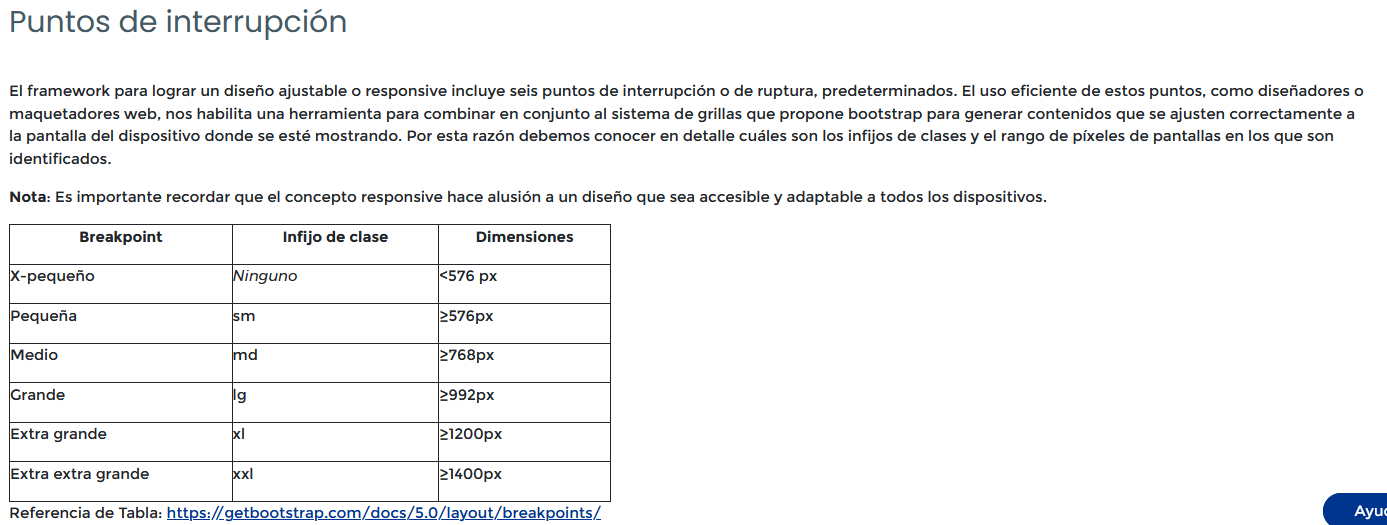 Puntos de interrupción
El framework para lograr un diseño ajustable o responsive incluye seis puntos de interrupción o de ruptura, predeterminados. El uso eficiente de estos puntos, como diseñadores o
maquetadores web, nos habilita una herramienta para combinar en conjunto al sistema de grillas que propone bootstrap para generar contenidos que se ajusten correctamente a
la pantalla del dispositivo donde se esté mostrando. Por esta razón debemos conocer en detalle cuáles son los infijos de clases y el rango de píxeles de pantallas en los que son
identificados.
Nota: Es importante recordar que el concepto responsive hace alusión a un diseño que sea accesible y adaptable a todos los dispositivos.
Breakpoint Infijo de clase Dimensiones
X-pequeño Ninguno <576 px
Pequeña sm ≥576px
Medio md ≥768px
Grande lg ≥992px
Extra grande xl ≥1200px
Extra extra grande xxl ≥1400px
Referencia de Tabla: https://getbootstrap.com/docs/5.0/layout/breakpoints/